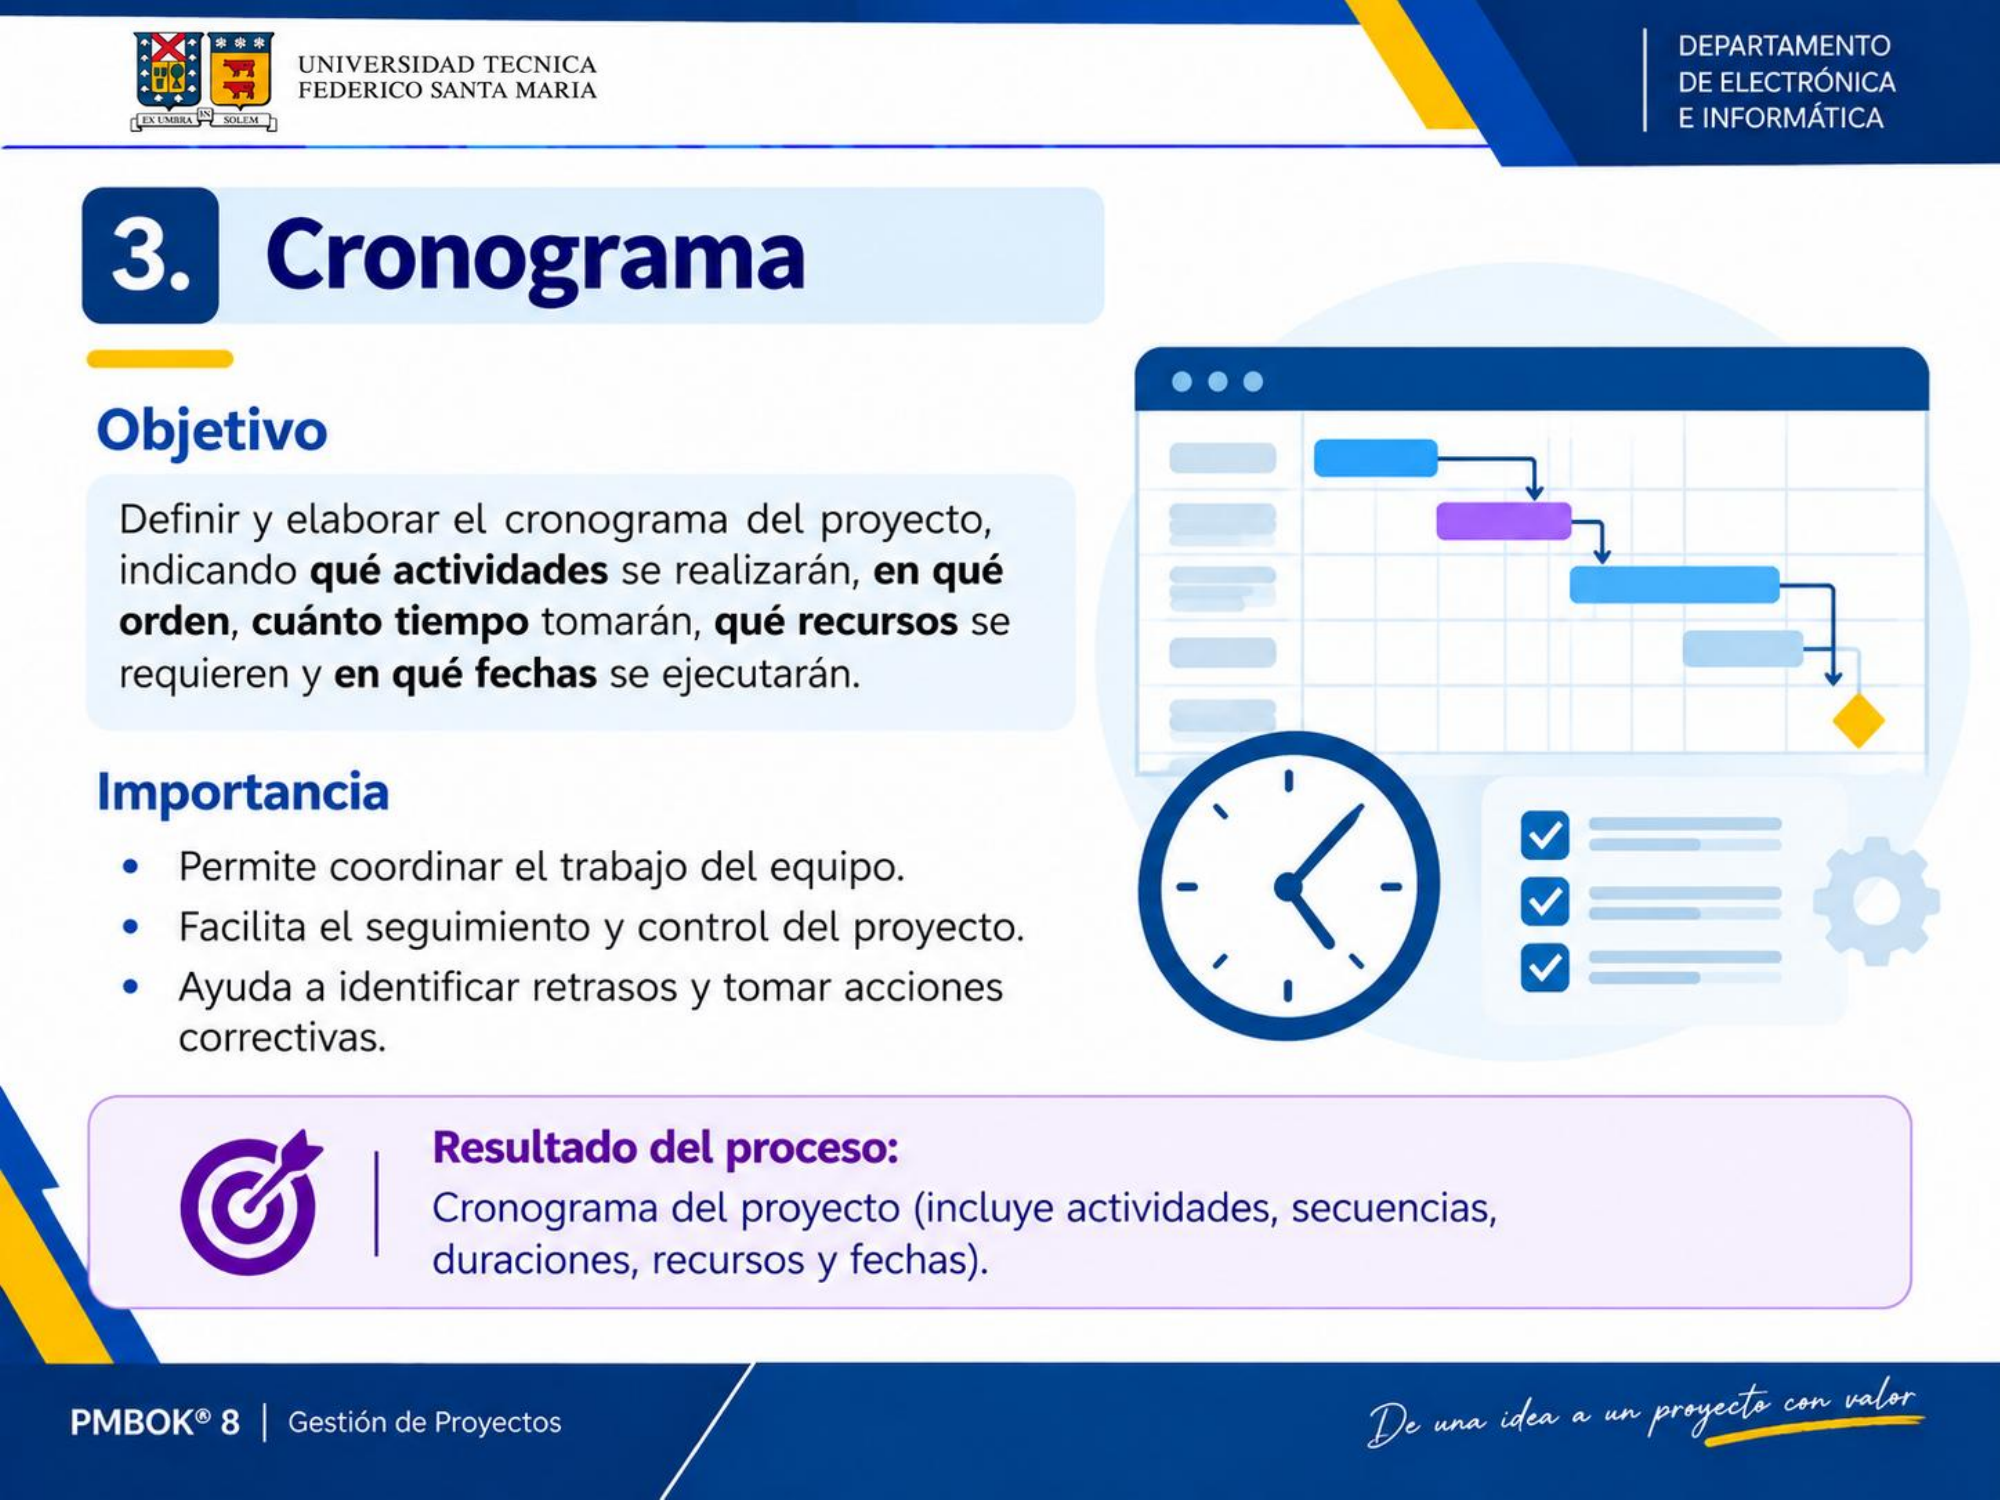 UNIVERSIDAD TECNICA
FEDERICO SANTA MARIA
EX UMBRA IN SOLEM
DEPARTAMENTO
DE ELECTRÓNICA
E INFORMÁTICA
3. Cronograma
Objetivo
Definir y elaborar el cronograma del proyecto,
indicando qué actividades se realizarán, en qué
orden, cuánto tiempo tomarán, qué recursos se
requieren y en qué fechas se ejecutarán.
Importancia
• Permite coordinar el trabajo del equipo.
• Facilita el seguimiento y control del proyecto.
• Ayuda a identificar retrasos y tomar acciones
correctivas.
Resultado del proceso:
Cronograma del proyecto (incluye actividades, secuencias,
duraciones, recursos y fechas).
PMBOK® 8 | Gestión de Proyectos
De una idea a un proyecto con valor